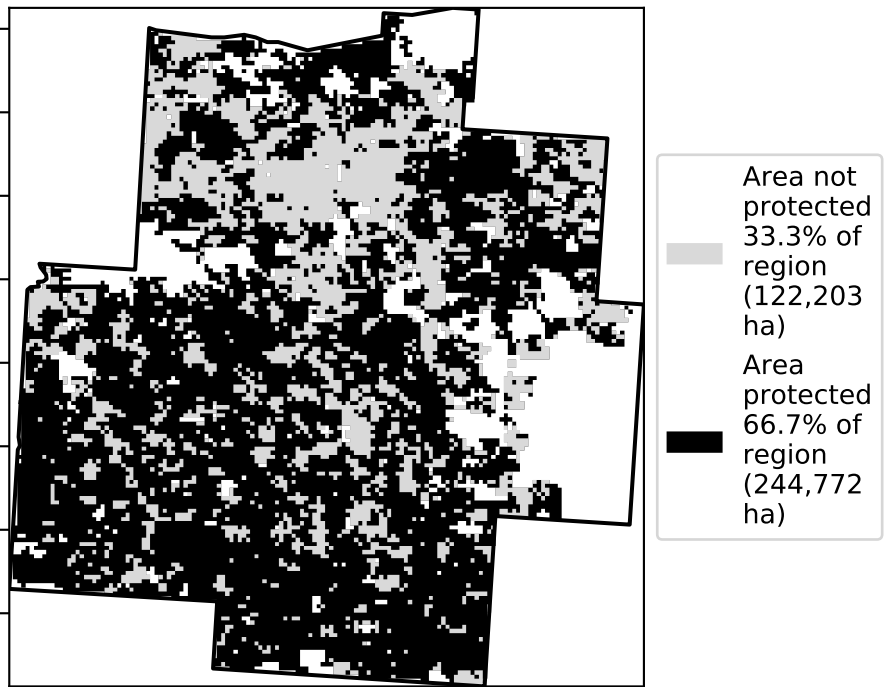 Area not
protected
33.3% of
region
(122,203
ha)
Area
protected
66.7% of
region
(244,772
ha)